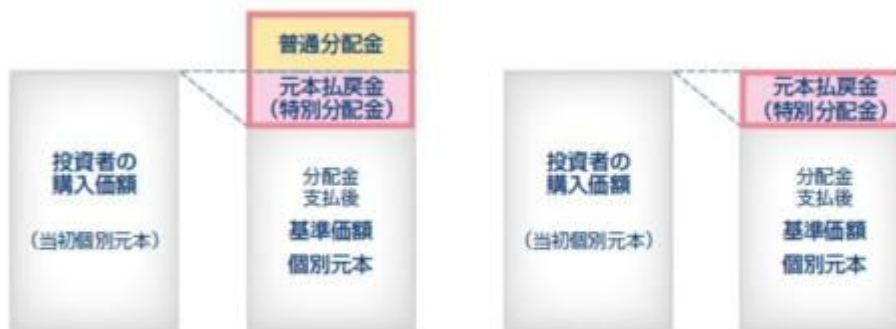 普通分配金
元本払戻金
(特別分配金)
投資者の
購入価額
(当初個別元本)
分配金
支払後
基準価額
個別元本
元本払戻金
(特別分配金)
投資者の
購入価額
(当初個別元本)
分配金
支払後
基準価額
個別元本